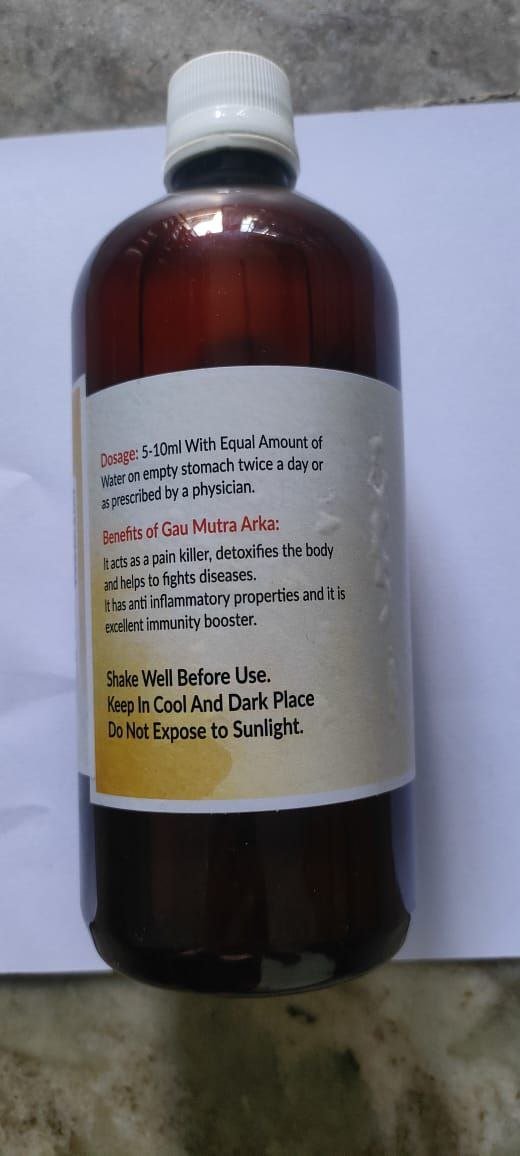 Dosage: 5-10ml With Equal Amount of
Water on empty stomach twice a day or
as prescribed by a physician.
Benefits of Gau Mutra Arka:
It acts as a pain killer, detoxifies the body
and helps to fights diseases.
It has anti inflammatory properties and it is
excellent immunity booster.
Shake Well Before Use.
Keep In Cool And Dark Place
Do Not Expose to Sunlight.